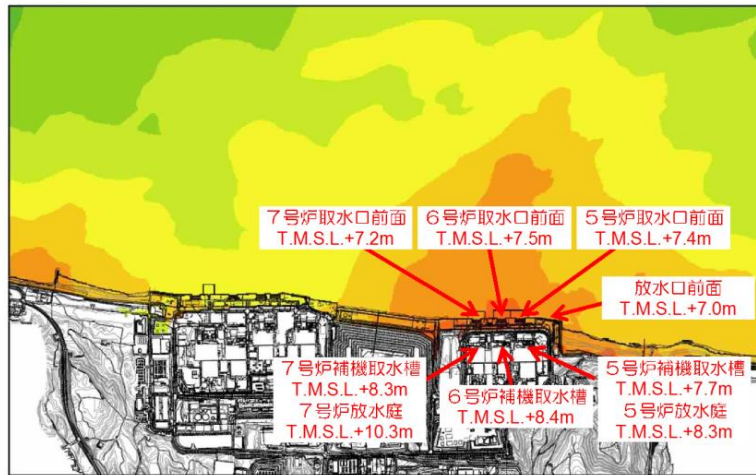 7号炉取水口前面
T.M.S.L.+7.2m
6号炉取水口前面
T.M.S.L.+7.5m
5号炉取水口前面
T.M.S.L.+7.4m
放水口前面
T.M.S.L.+7.0m
7号炉補機取水槽
T.M.S.L.+8.3m
7号炉放水庭
T.M.S.L.+10.3m
6号炉補機取水槽
T.M.S.L.+8.4m
5号炉補機取水槽
T.M.S.L.+7.7m
5号炉放水庭
T.M.S.L.+8.3m